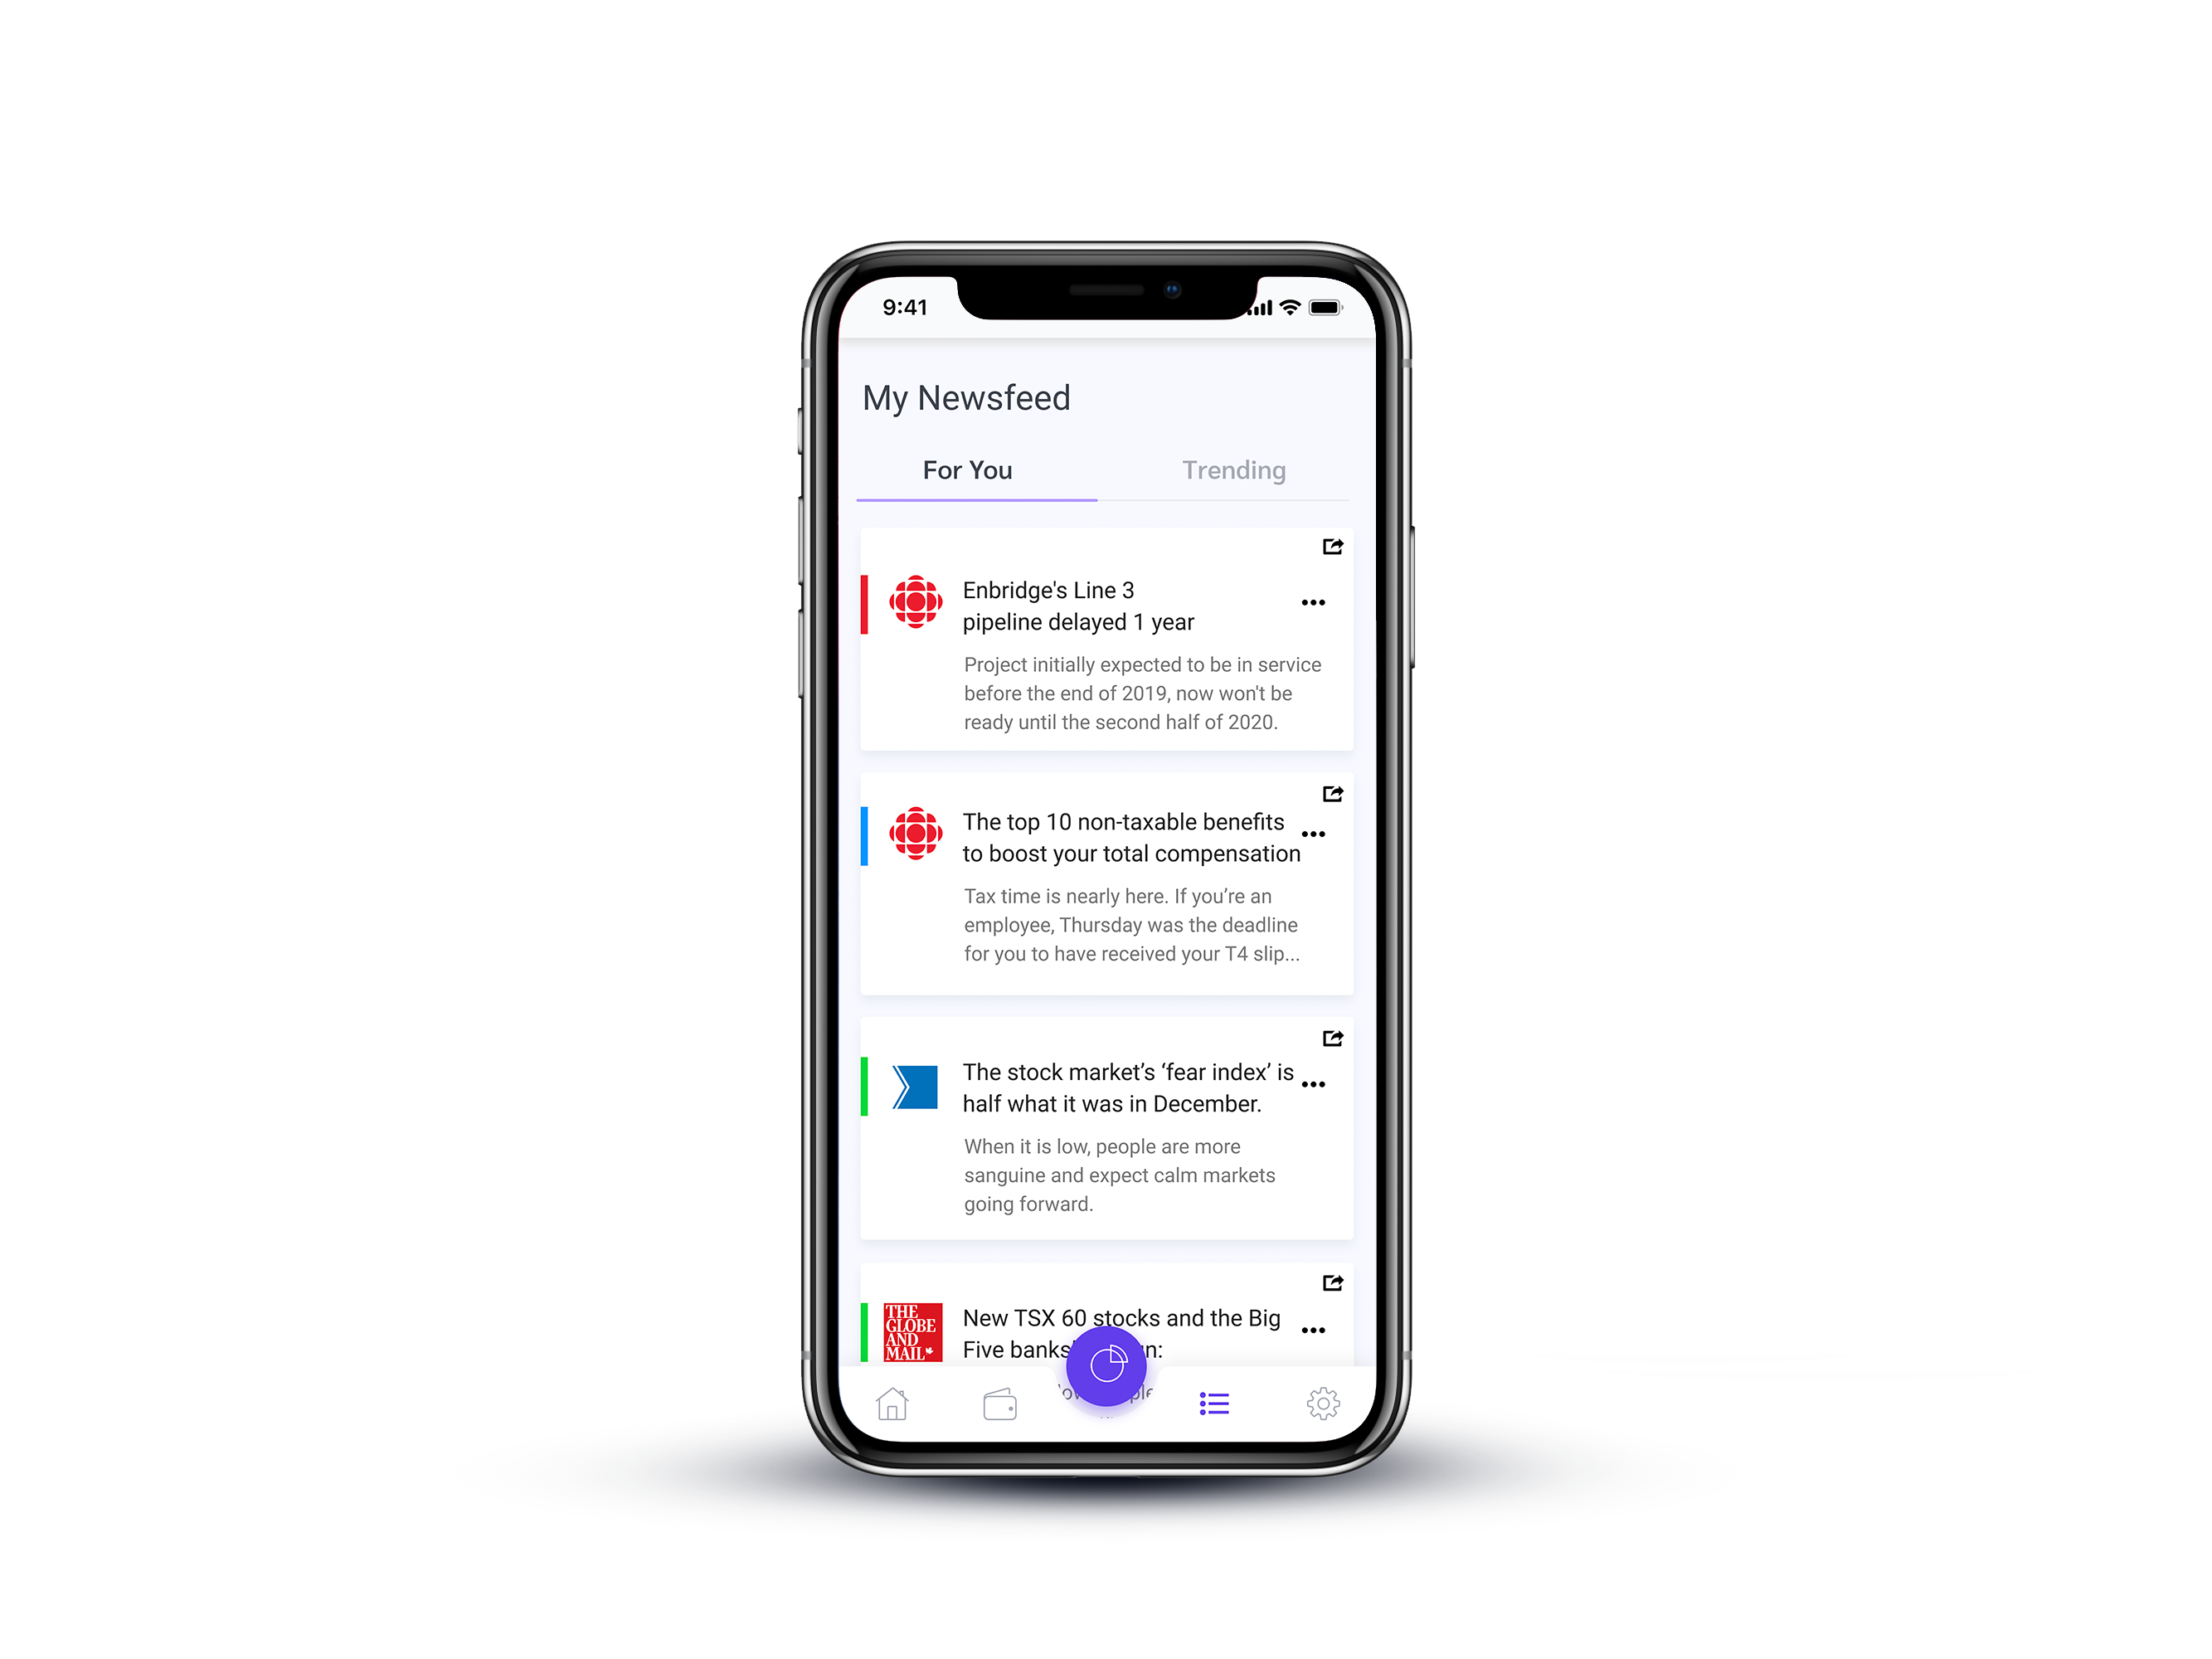 9:41
My Newsfeed
For You
Trending
Enbridge's Line 3
pipeline delayed 1 year
Project initially expected to be in service
before the end of 2019, now won't be
ready until the second half of 2020.
The top 10 non-taxable benefits
to boost your total compensation
Tax time is nearly here. If you’re an
employee, Thursday was the deadline
for you to have received your T4 slip...
The stock market’s ‘fear index’ is
half what it was in December.
When it is low, people are more
sanguine and expect calm markets
going forward.
THE
GLOBE
AND
MAIL
New TSX 60 stocks and the Big
Five banks